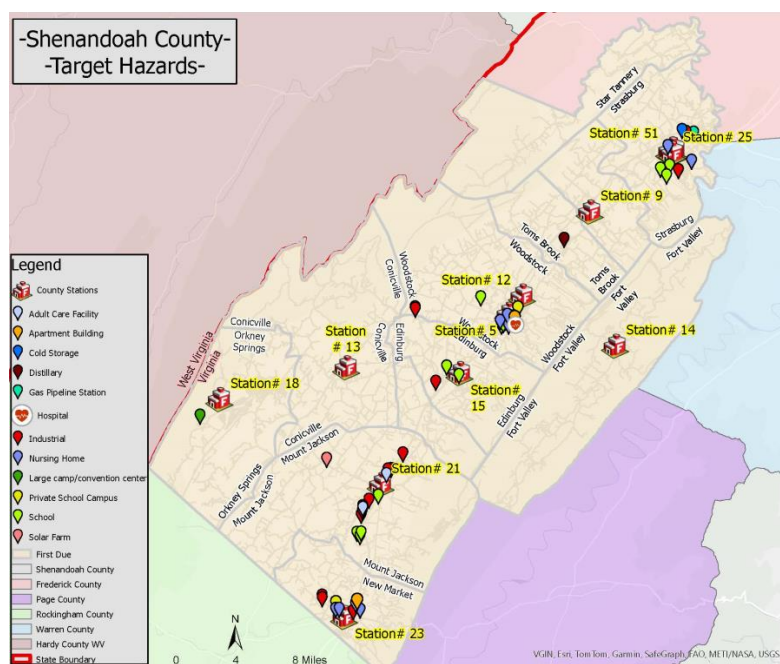 -Shenandoah County-
-Target Hazards-
Star Tannery
Strasburg
Station# 51
Station# 25
Station# 9
Strasburg
Fort Valley
Toms Brook
Woodstock
Toms Brook
Fort Valley
Woodstock
Conicville
Station# 12
Station# 5
Woodstock
Edinburg
Woodstock
Fort Valley
Station# 14
Conicville
Orkney Springs
Station # 13
Edinburg
Conicville
West Virginia
Virginia
Station# 18
Station# 15
Edinburg
Fort Valley
Conicville
Mount Jackson
Orkney Springs
Mount Jackson
Station# 21
Mount Jackson
New Market
Station# 23
Legend
County Stations
Adult Care Facility
Apartment Building
Cold Storage
Distillary
Gas Pipeline Station
Hospital
Industrial
Nursing Home
Large camp/convention center
Private School Campus
School
Solar Farm
First Due
Shenandoah County
Frederick County
Page County
Rockingham County
Warren County
Hardy County WV
State Boundary
N
0 4 8 Miles
VGIN, Esri, TomTom, Garmin, SafeGraph, FAO, METI/NASA, USGS